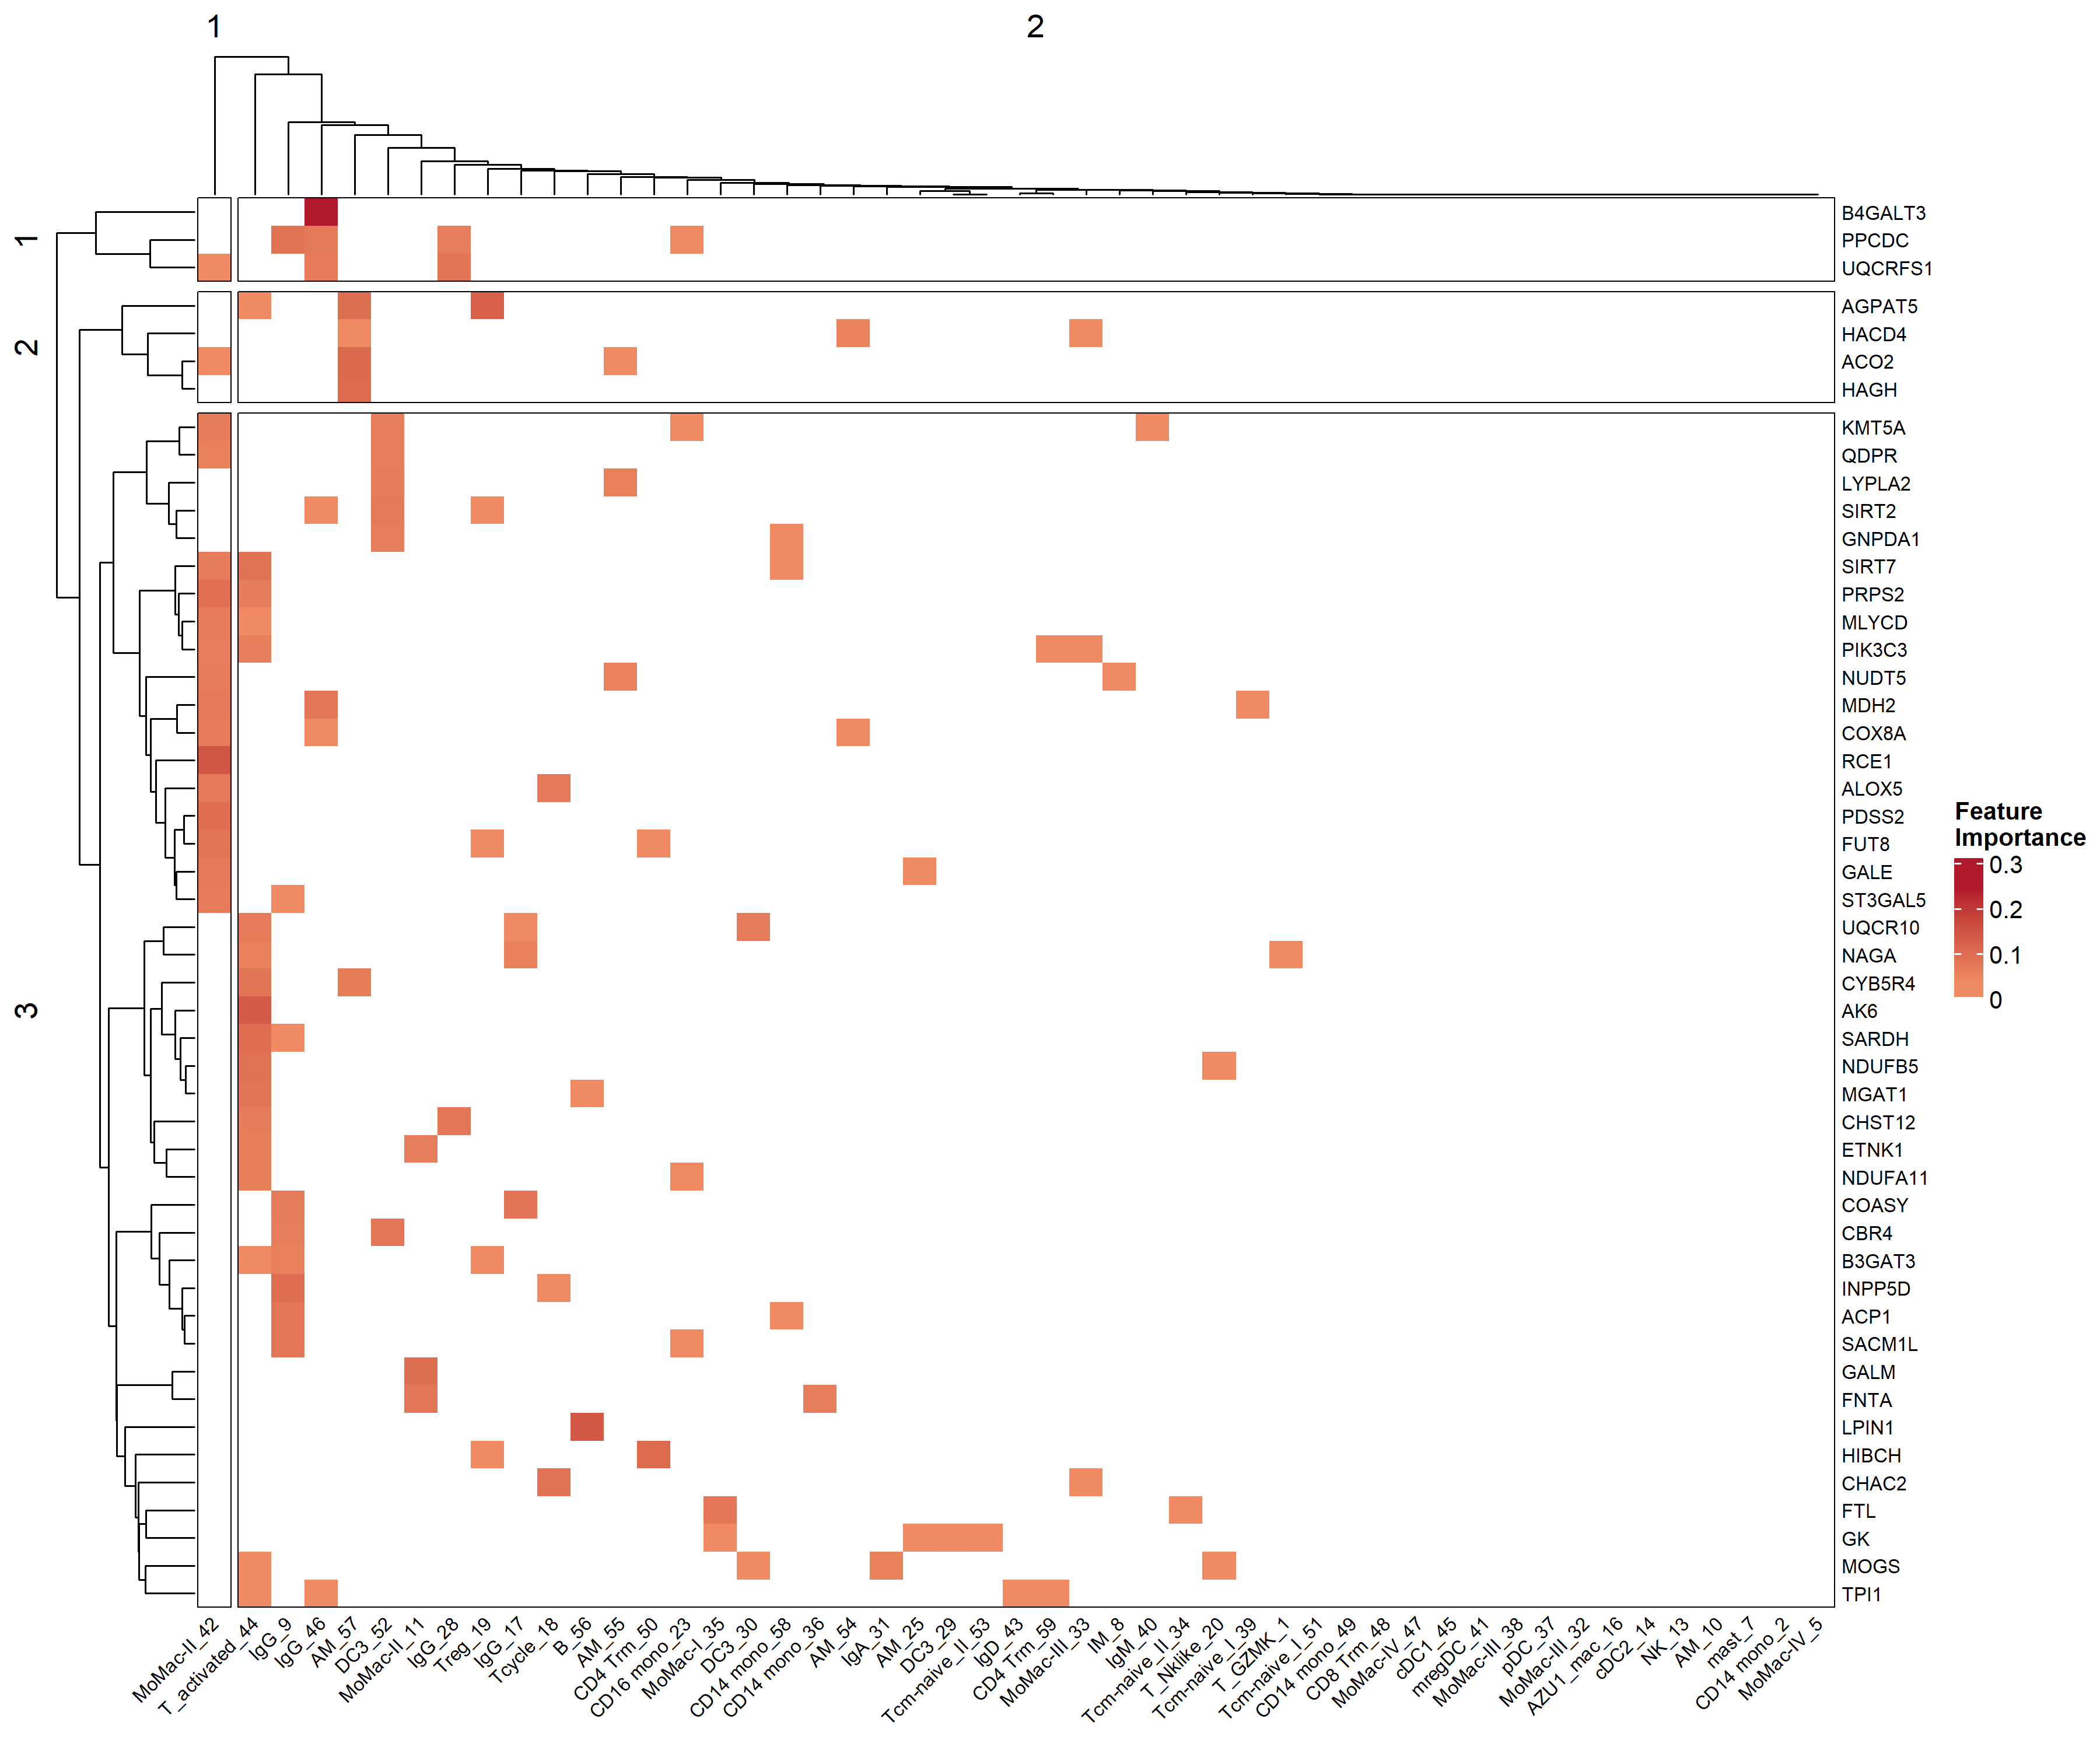 1
2
1
2
3
B4GALT3
PPCDC
UQCRFS1
AGPAT5
HACD4
ACO2
HAGH
KMT5A
QDPR
LYPLA2
SIRT2
GNPDA1
SIRT7
PRPS2
MLYCD
PIK3C3
NUDT5
MDH2
COX8A
RCE1
ALOX5
PDSS2
FUT8
GALE
ST3GAL5
UQCR10
NAGA
CYB5R4
AK6
SARDH
NDUFB5
MGAT1
CHST12
ETNK1
NDUFA11
COASY
CBR4
B3GAT3
INPP5D
ACP1
SACM1L
GALM
FNTA
LPIN1
HIBCH
CHAC2
FTL
GK
MOGS
TPI1
Feature
Importance
0.3
0.2
0.1
0
MoMac-II_42
T_activated_44
IgG_9
IgG_46
AM_57
DC3_52
MoMac-II_11
IgG_28
Treg_19
IgG_17
Tcycle_18
B_56
AM_55
CD4 Trm_50
CD16 mono_23
MoMac-I_35
DC3_30
CD14 mono_58
CD14 mono_36
AM_54
IgA_31
AM_25
DC3_29
Tcm-naive_II_53
IgD_43
CD4 Trm_59
MoMac-III_33
IM_8
IgM_40
Tcm-naive_II_34
T_Nklike_20
Tcm-naive_I_39
T_GZMK_1
Tcm-naive_I_51
CD14 mono_49
CD8 Trm_48
MoMac-IV_47
cDC1_45
mregDC_41
MoMac-III_38
pDC_37
MoMac-III_32
AZU1_mac_16
cDC2_14
NK_13
AM_10
mast_7
CD14 mono_2
MoMac-IV_5